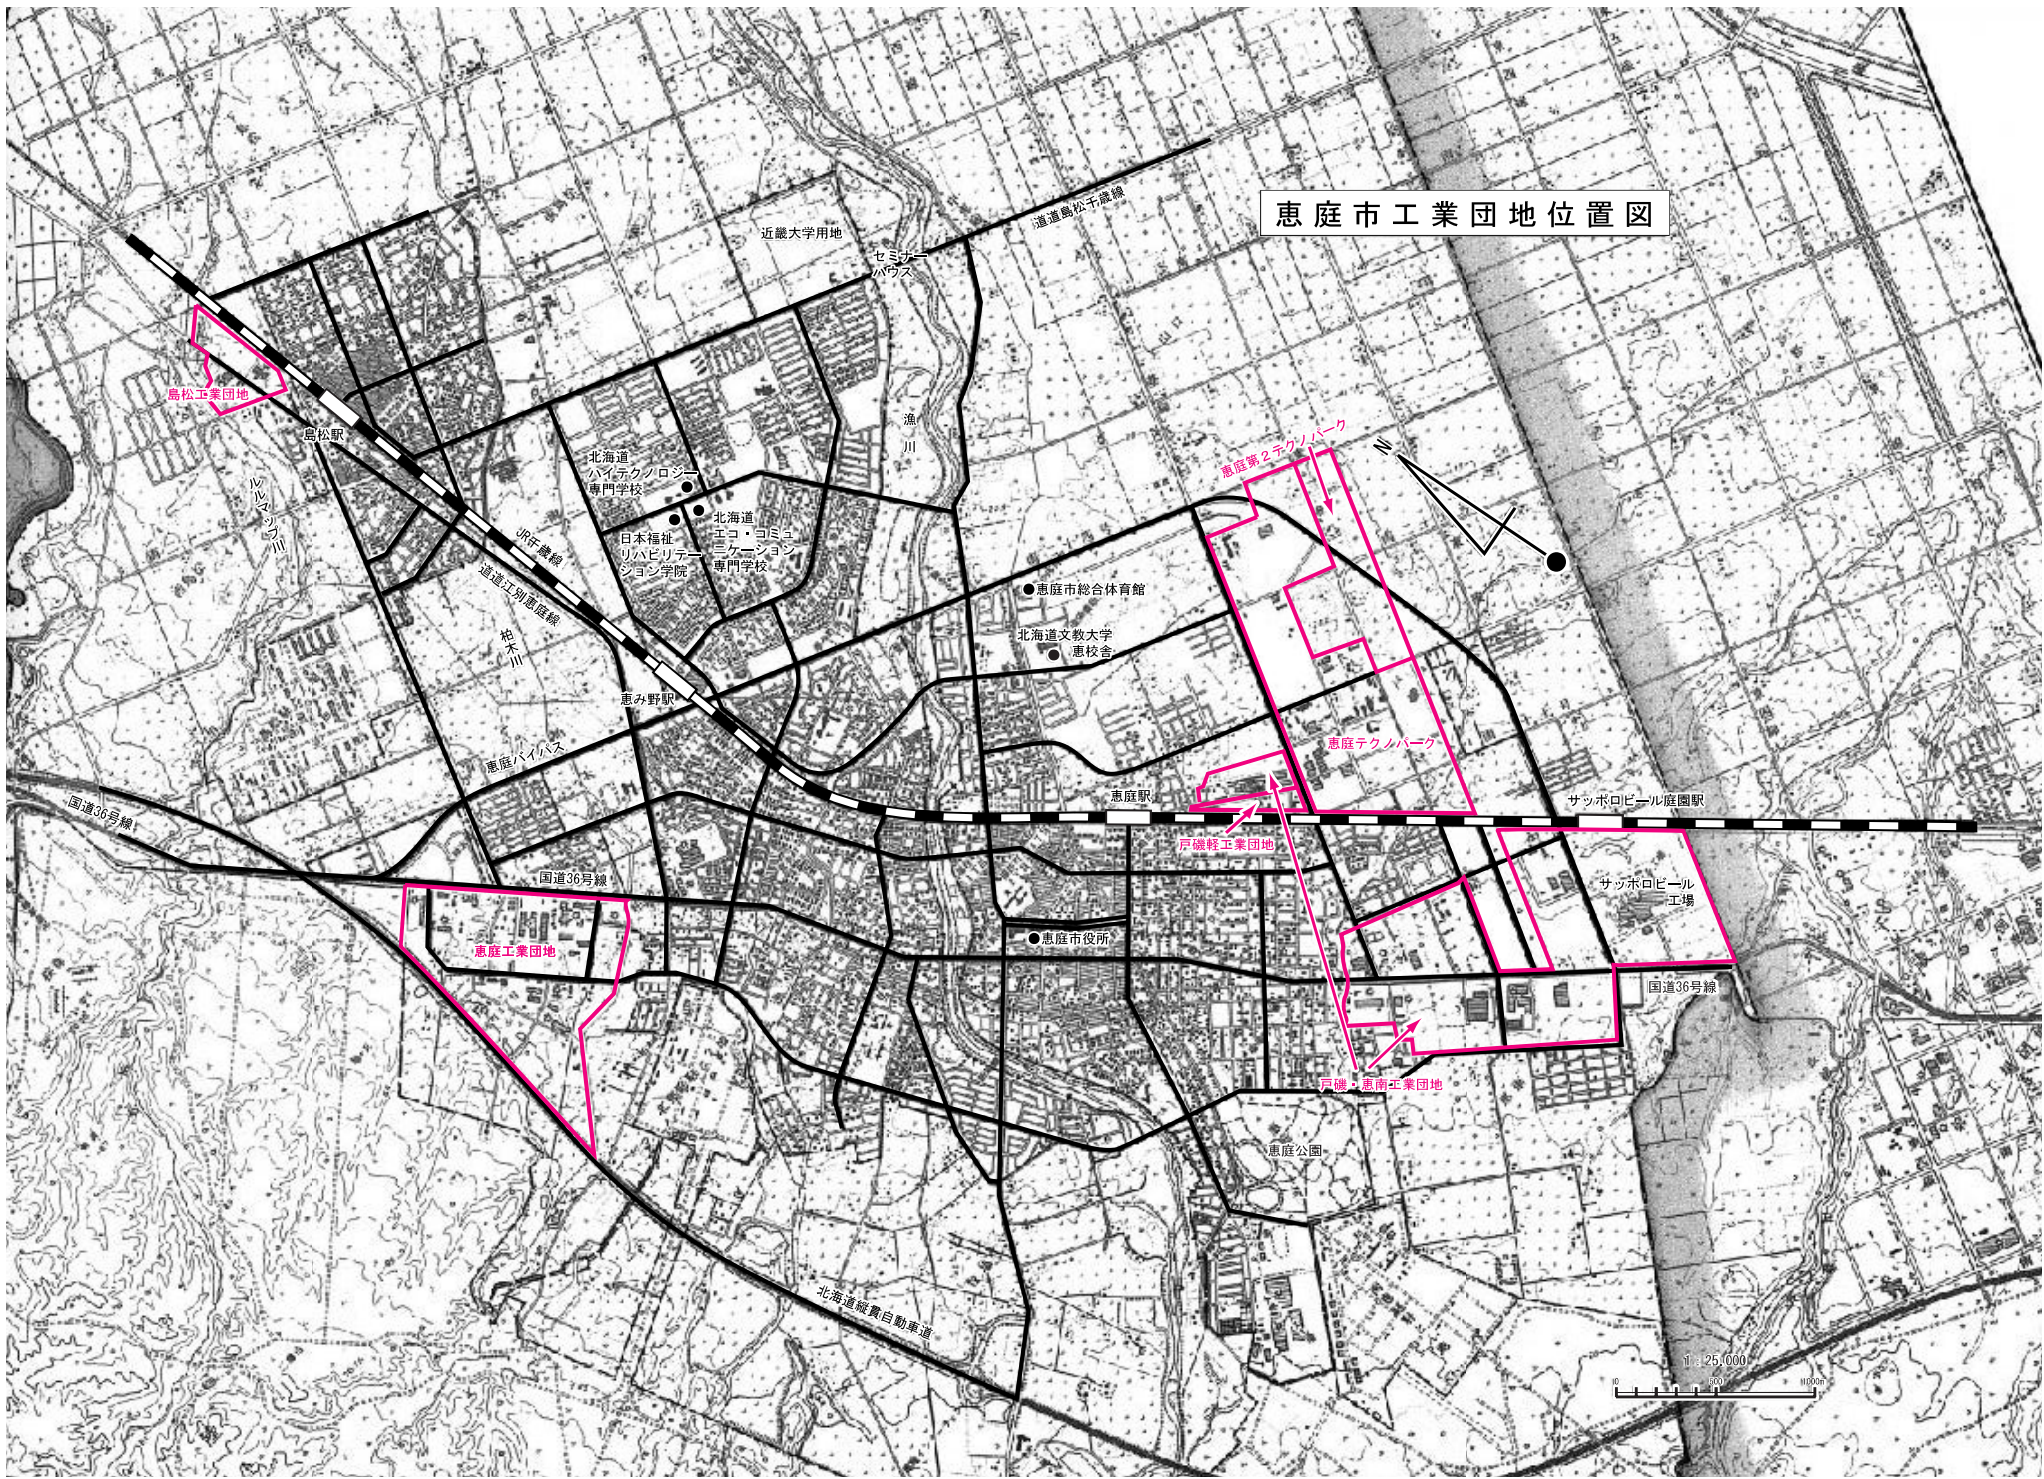 恵庭市工業団地位置図
道道島松千歳線
近畿大学用地
セミナー
ハウス
島松工業団地
島松駅
漁川
恵庭第2テクノパーク
N
北海道
ハイテクノロジー
専門学校
ルルマップ川
北海道
エコ・コミュ
ニケーション
専門学校
日本福祉
リハビリテー
ション学院
JR千歳線
道道江別恵庭線
恵庭市総合体育館
柏木川
北海道文教大学
恵校舎
恵み野駅
恵庭バイパス
恵庭テクノパーク
国道36号線
恵庭駅
サッポロビール庭園駅
戸磯軽工業団地
国道36号線
サッポロビール
工場
恵庭工業団地
恵庭市役所
国道36号線
戸磯・恵南工業団地
恵庭公園
北海道縦貫自動車道
1:25,000
0 500 1000m